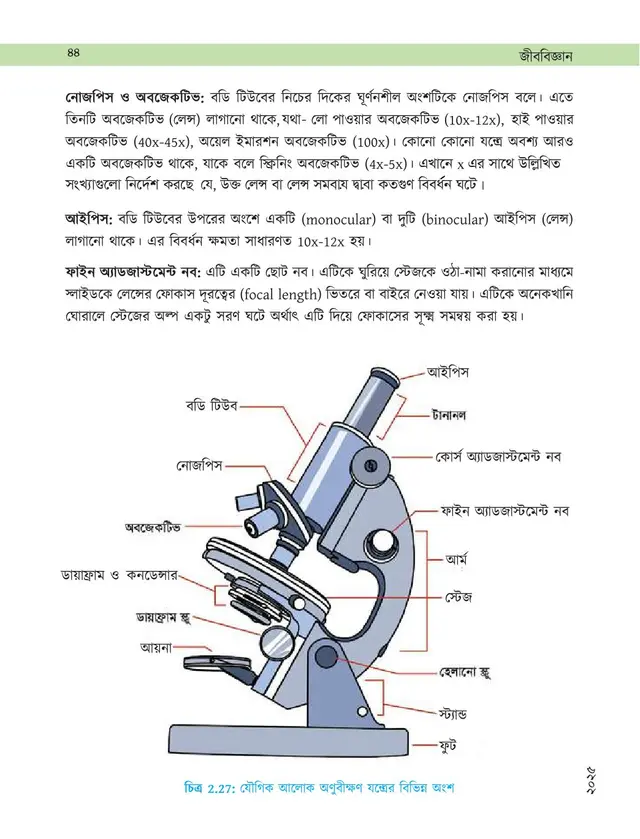 ৪৪
জীববিজ্ঞান
নোজপিস ও অবজেকটিভ: বডি টিউবের নিচের দিকের ঘূর্ণনশীল অংশটিকে নোজপিস বলে। এতে
তিনটি অবজেকটিভ (লেন্স) লাগানো থাকে, যথা- লো পাওয়ার অবজেকটিভ (10x-12x), হাই পাওয়ার
অবজেকটিভ (40x-45x), অয়েল ইমারশন অবজেকটিভ (100x)। কোনো কোনো যন্ত্রে অবশ্য আরও
একটি অবজেকটিভ থাকে, যাকে বলে স্ক্রিনিং অবজেকটিভ (4x-5x)। এখানে x এর সাথে উল্লিখিত
সংখ্যাগুলো নির্দেশ করছে যে, উক্ত লেন্স বা লেন্স সমবায় দ্বারা কতগুণ বিবর্ধন ঘটে।
আইপিস: বডি টিউবের উপরের অংশে একটি (monocular) বা দুটি (binocular) আইপিস (লেন্স)
লাগানো থাকে। এর বিবর্ধন ক্ষমতা সাধারণত 10x-12x হয়।
ফাইন অ্যাডজাস্টমেন্ট নব: এটি একটি ছোট নব। এটিকে ঘুরিয়ে স্টেজকে ওঠা-নামা করানোর মাধ্যমে
স্লাইডকে লেন্সের ফোকাস দূরত্বের (focal length) ভিতরে বা বাইরে নেওয়া যায়। এটিকে অনেকখানি
ঘোরালে স্টেজের অল্প একটু সরণ ঘটে অর্থাৎ এটি দিয়ে ফোকাসের সূক্ষ্ম সমন্বয় করা হয়।
আইপিস
বডি টিউব
টানানল
নোজপিস
কোর্স অ্যাডজাস্টমেন্ট নব
ফাইন অ্যাডজাস্টমেন্ট নব
অবজেকটিভ
আর্ম
ডায়াফ্রাম ও কনডেন্সার
স্টেজ
ডায়াফ্রাম স্ক্রু
আয়না
হেলানো স্ক্রু
স্ট্যান্ড
ফুট
চিত্র 2.27: যৌগিক আলোক অণুবীক্ষণ যন্ত্রের বিভিন্ন অংশ
২০২৫